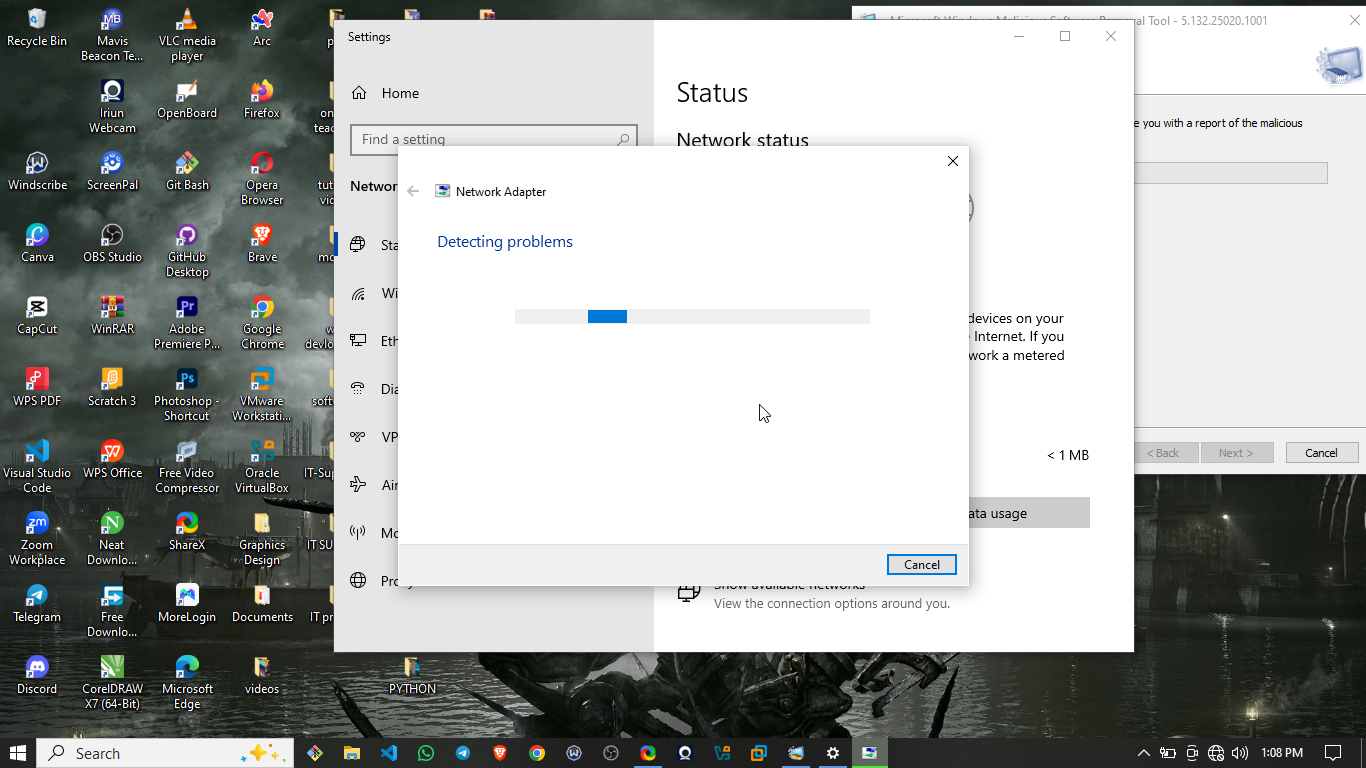 Recycle Bin
Mavis
Beacon Te...
VLC media
player
Arc
Iriun
Webcam
OpenBoard
Firefox
Windscribe
ScreenPal
Git Bash
Opera
Browser
Canva
OBS Studio
GitHub
Desktop
Brave
CapCut
WinRAR
Adobe
Premiere P...
Google
Chrome
WPS PDF
Scratch 3
Photoshop -
Shortcut
VMware
Workstati...
Visual Studio
Code
WPS Office
Free Video
Compressor
Oracle
VirtualBox
Zoom
Workplace
Neat
Downlo...
ShareX
Graphics
Design
Telegram
Free
Downlo...
MoreLogin
Documents
Discord
CorelDRAW
X7 (64-Bit)
Microsoft
Edge
videos
PYTHON
Settings
Home
Find a setting
Networ
Sta
Wi
Eth
Dia
VP
Air
Mo
Proxy
Status
Network status
devices on your
Internet. If you
work a metered
< 1 MB
ata usage
Show available networks
View the connection options around you.
Network Adapter
Detecting problems
Cancel
Microsoft Windows Malicious Software Removal Tool - 5.132.25020.1001
e you with a report of the malicious
< Back
Next >
Cancel
Search
1:08 PM